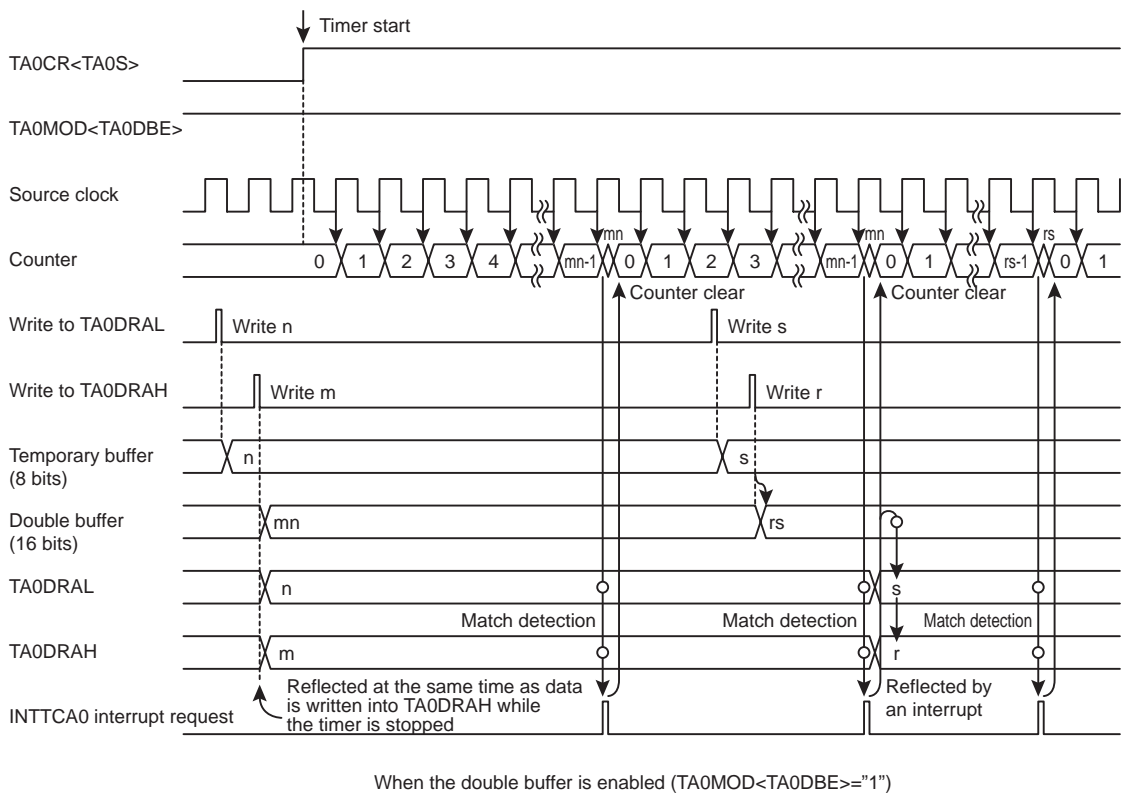 Timer start
TA0CR<TA0S>
TA0MOD<TA0DBE>
Source clock
mn mn rs
Counter 0 1 2 3 4 mn-1 0 1 2 3 mn-1 0 1 rs-1 0 1
Counter clear Counter clear
Write to TA0DRAL Write n Write s
Write to TA0DRAH Write m Write r
Temporary buffer n s
(8 bits)
Double buffer mn rs
(16 bits)
TA0DRAL n s
Match detection Match detection Match detection
TA0DRAH m r
Reflected at the same time as data
is written into TA0DRAH while
the timer is stopped
Reflected by
an interrupt
INTTCA0 interrupt request
When the double buffer is enabled (TA0MOD<TA0DBE>=”1”)